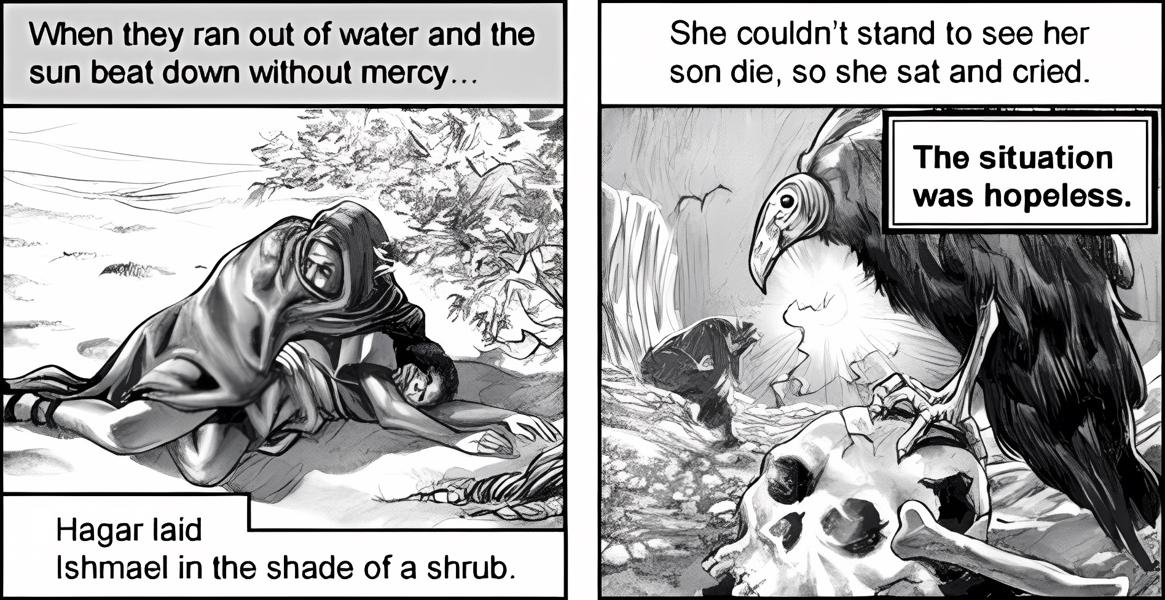 When they ran out of water and the
sun beat down without mercy...
Hagar laid
Ishmael in the shade of a shrub.
She couldn't stand to see her
son die, so she sat and cried.
The situation
was hopeless.